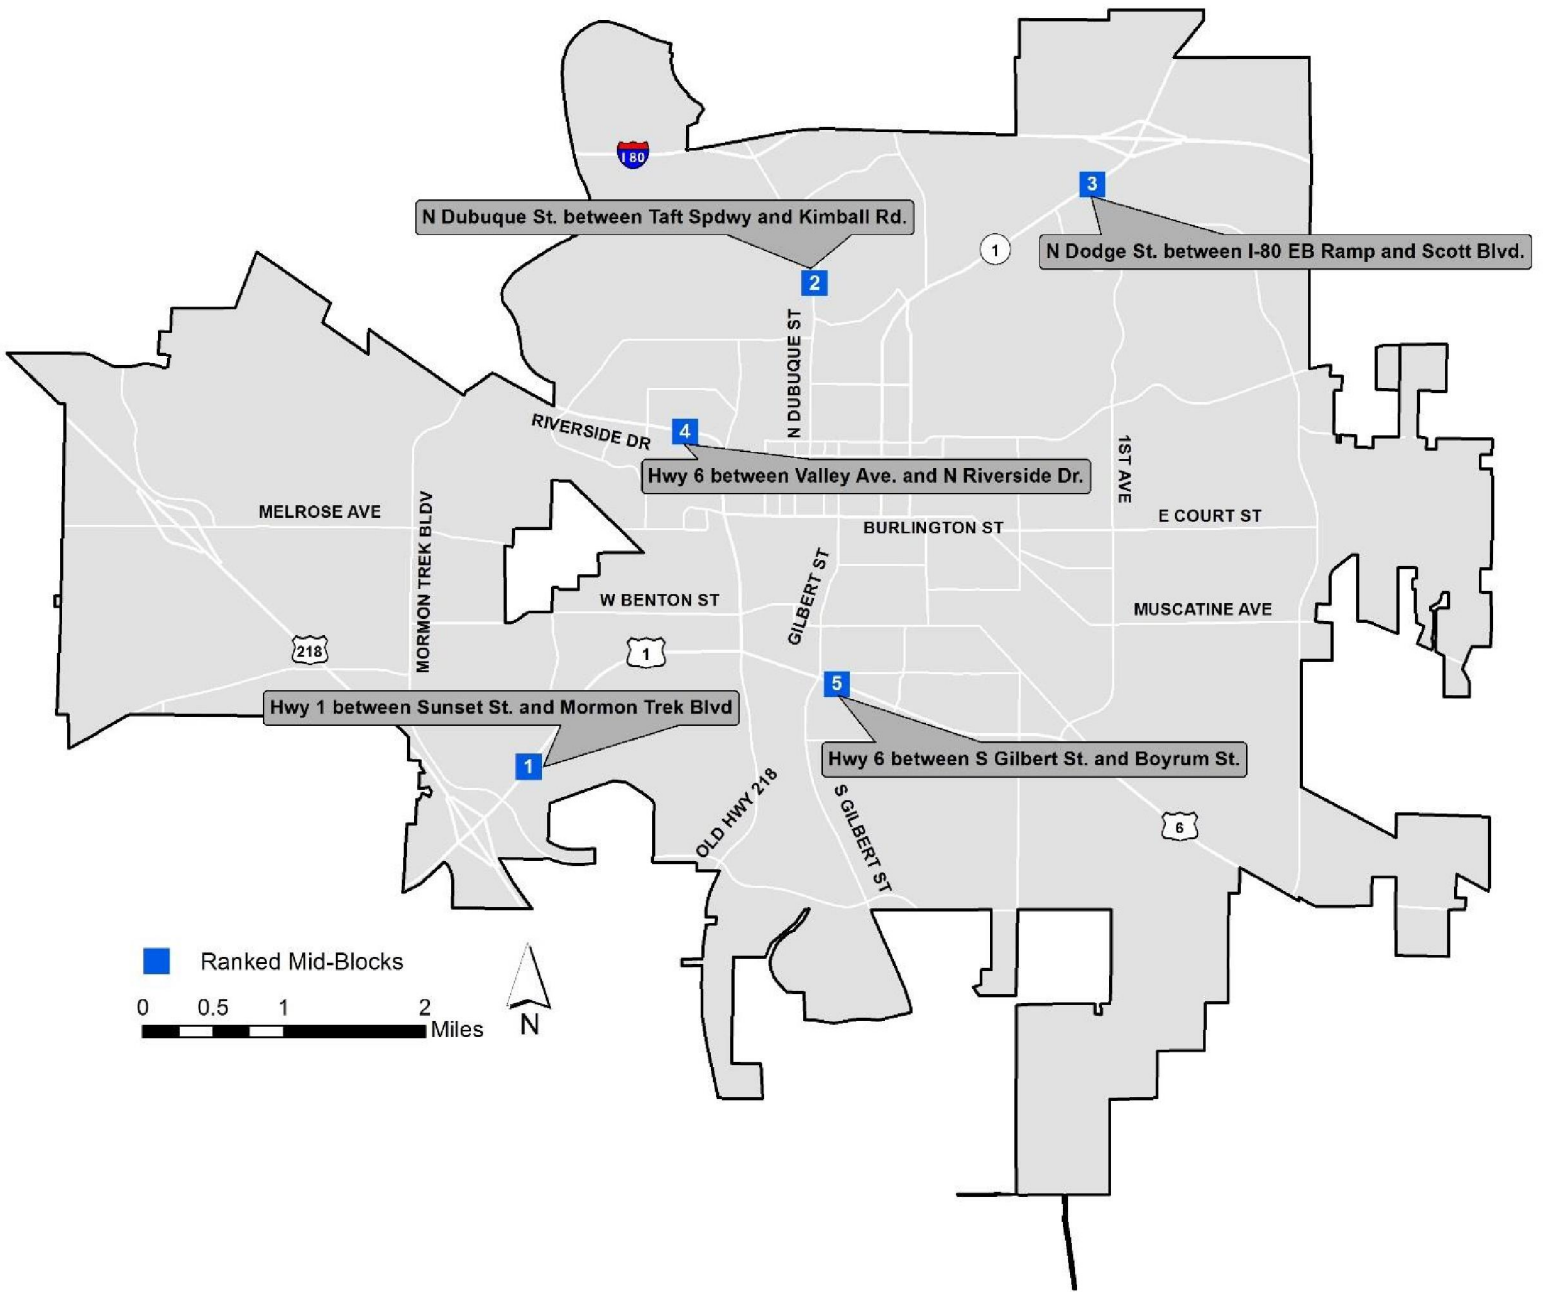 I 80
3
N Dubuque St. between Taft Spdwy and Kimball Rd.
1
N Dodge St. between I-80 EB Ramp and Scott Blvd.
2
N DUBUQUE ST
RIVERSIDE DR
4
Hwy 6 between Valley Ave. and N Riverside Dr.
1ST AVE
MELROSE AVE
MORMON TREK BLDV
BURLINGTON ST
E COURT ST
GILBERT ST
W BENTON ST
MUSCATINE AVE
218
1
5
Hwy 1 between Sunset St. and Mormon Trek Blvd
Hwy 6 between S Gilbert St. and Boyrum St.
1
OLD HWY 218
S GILBERT ST
6
Ranked Mid-Blocks
0 0.5 1 2
Miles
N